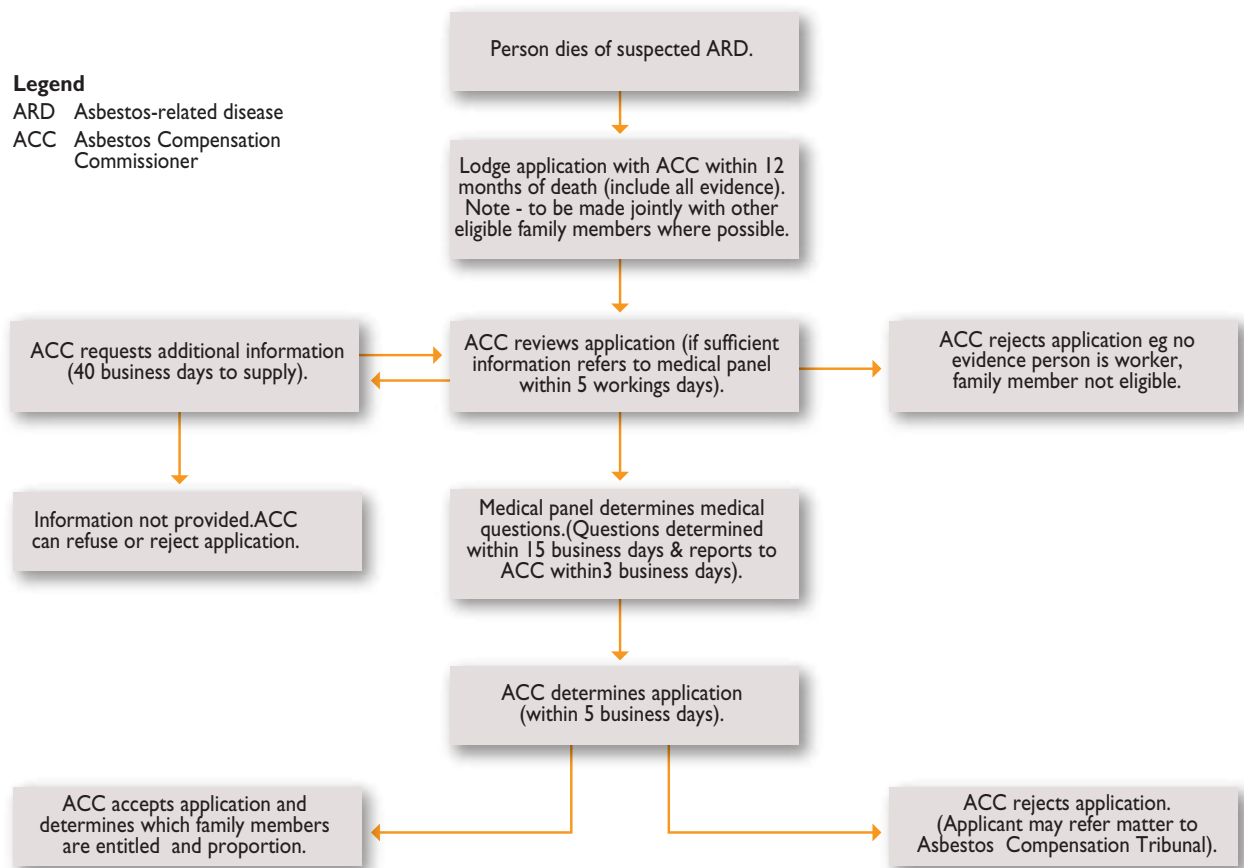 Person dies of suspected ARD.
Legend
ARD Asbestos-related disease
ACC Asbestos Compensation
Commissioner
Lodge application with ACC within 12
months of death (include all evidence).
Note - to be made jointly with other
eligible family members where possible.
ACC requests additional information
(40 business days to supply).
ACC reviews application (if sufficient
information refers to medical panel
within 5 workings days).
ACC rejects application eg no
evidence person is worker,
family member not eligible.
Information not provided.ACC
can refuse or reject application.
Medical panel determines medical
questions.(Questions determined
within 15 business days & reports to
ACC within3 business days).
ACC determines application
(within 5 business days).
ACC accepts application and
determines which family members
are entitled and proportion.
ACC rejects application.
(Applicant may refer matter to
Asbestos Compensation Tribunal).